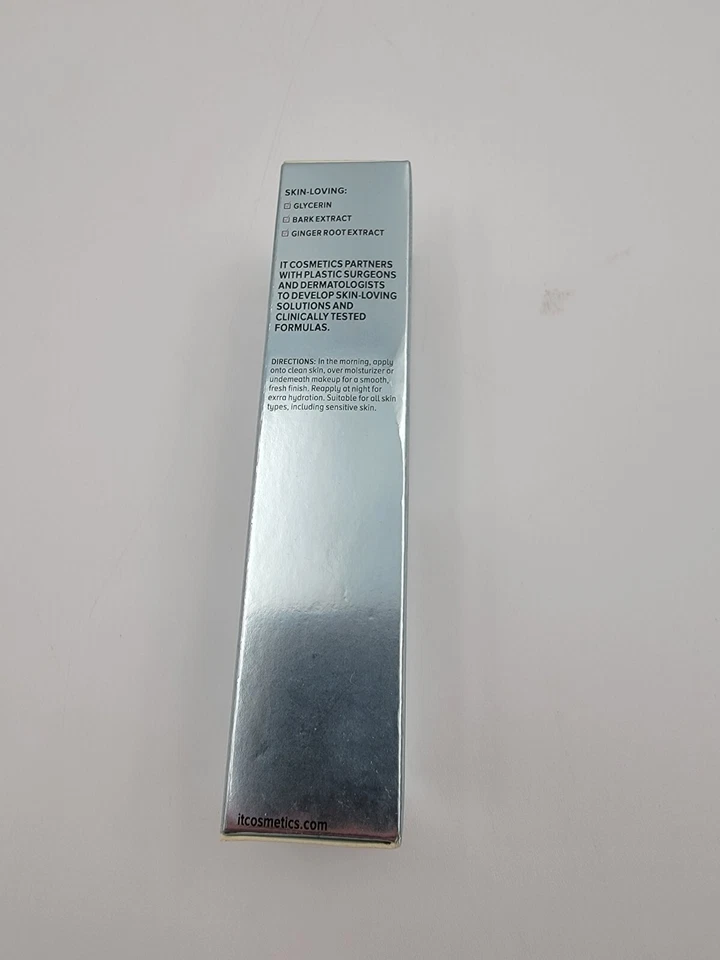 SKIN-LOVING:
☑ GLYCERIN
☑ BARK EXTRACT
☑ GINGER ROOT EXTRACT
IT COSMETICS PARTNERS
WITH PLASTIC SURGEONS
AND DERMATOLOGISTS
TO DEVELOP SKIN-LOVING
SOLUTIONS AND
CLINICALLY TESTED
FORMULAS.
DIRECTIONS: In the morning, apply
onto clean skin, over moisturizer or
underneath makeup for a smooth,
fresh finish. Reapply at night for
exrra hydration. Suitable for all skin
types, including sensitive skin.
itcosmetics.com